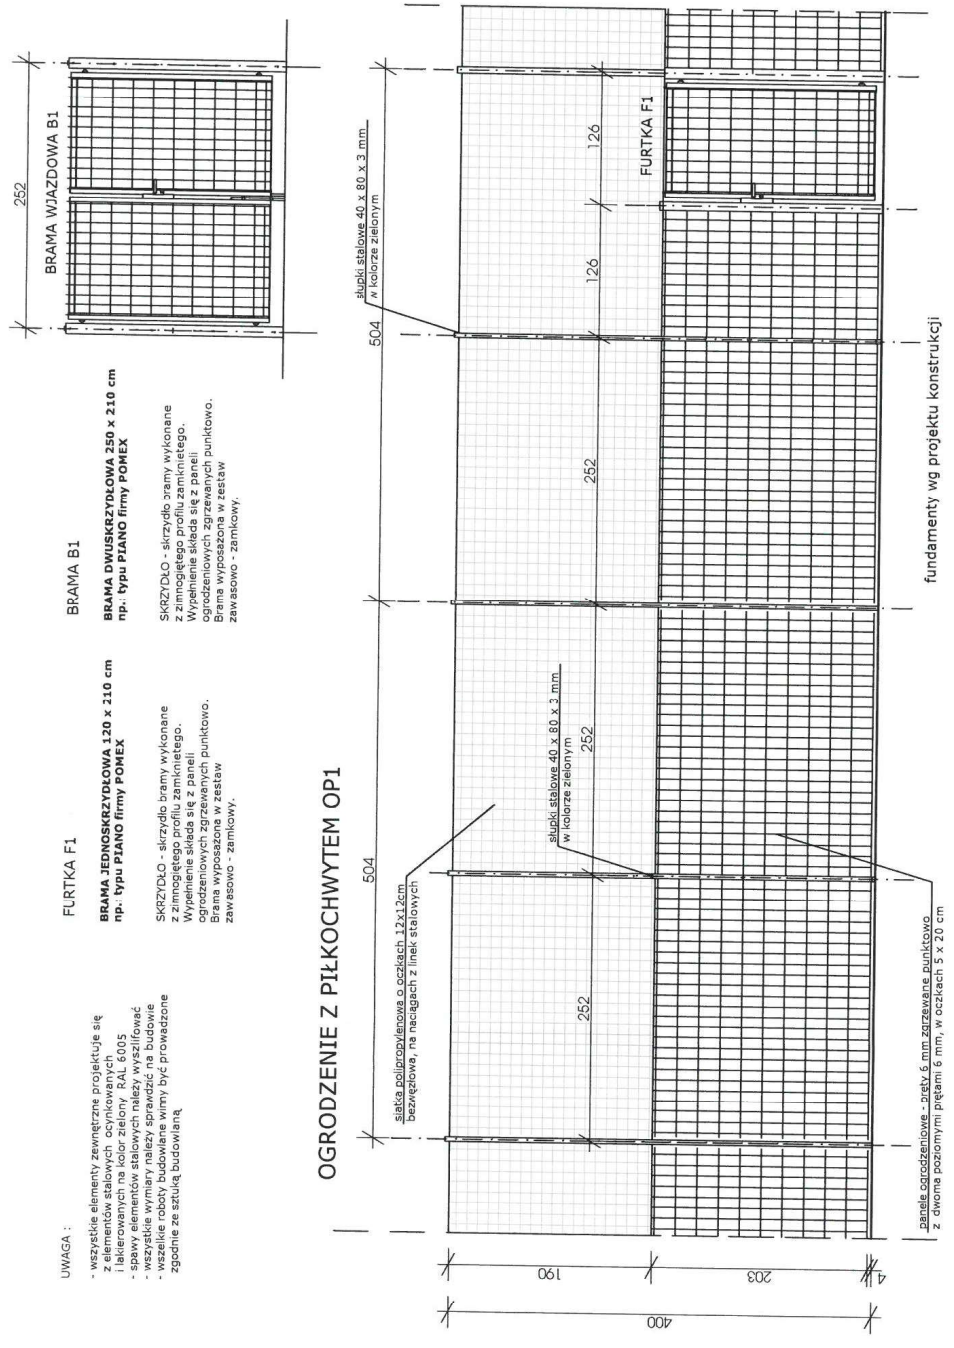 UWAGA :
- wszystkie elementy zewnętrzne projektuje się
z elementów stalowych ocynkowanych
i lakierowanych na kolor zielony RAL 6005
- spawy elementów stalowych należy wyszlifować
- wszystkie wymiary należy sprawdzić na budowie
- wszelkie roboty budowlane winny być prowadzone
zgodnie ze sztuką budowlaną
FURTKA F1
BRAMA JEDNOSKRZYDŁOWA 120 x 210 cm
np.: typu PIANO firmy POMEX
SKRZYDŁO - skrzydło bramy wykonane
z zimnogiętego profilu zamkniętego.
Wypełnienie składa się z paneli
ogrodzeniowych zgrzewanych punktowo.
Brama wyposażona w zestaw
zawiasowo - zamkowy.
BRAMA B1
BRAMA DWUSKRZYDŁOWA 250 x 210 cm
np.: typu PIANO firmy POMEX
SKRZYDŁO - skrzydło bramy wykonane
z zimnogiętego profilu zamkniętego.
Wypełnienie składa się z paneli
ogrodzeniowych zgrzewanych punktowo.
Brama wyposażona w zestaw
zawiasowo - zamkowy.
252
BRAMA WJAZDOWA B1
OGRODZENIE Z PIŁKOCHWYTEM OP1
504
504
słupki stalowe 40 x 80 x 3 mm
w kolorze zielonym
siatka polipropylenowa o oczkach 12x12cm
bezwęzłowa, na naciągach z linek stalowych
słupki stalowe 40 x 80 x 3 mm
w kolorze zielonym
252
252
252
126
126
FURTKA F1
190
203
4
400
panele ogrodzeniowe - pręty 6 mm zgrzewane punktowo
z dwoma poziomymi prętami 6 mm, w oczkach 5 x 20 cm
fundamenty wg projektu konstrukcji